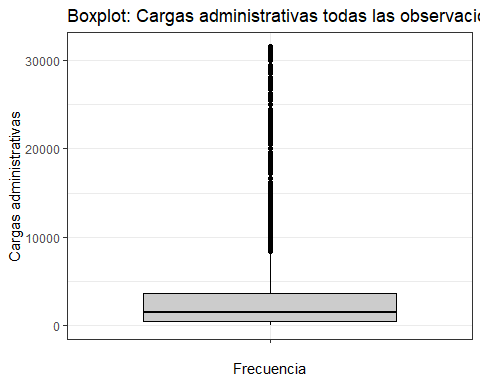 Boxplot: Cargas administrativas todas las observacio
30000
20000
10000
0
Cargas administrativas
Frecuencia